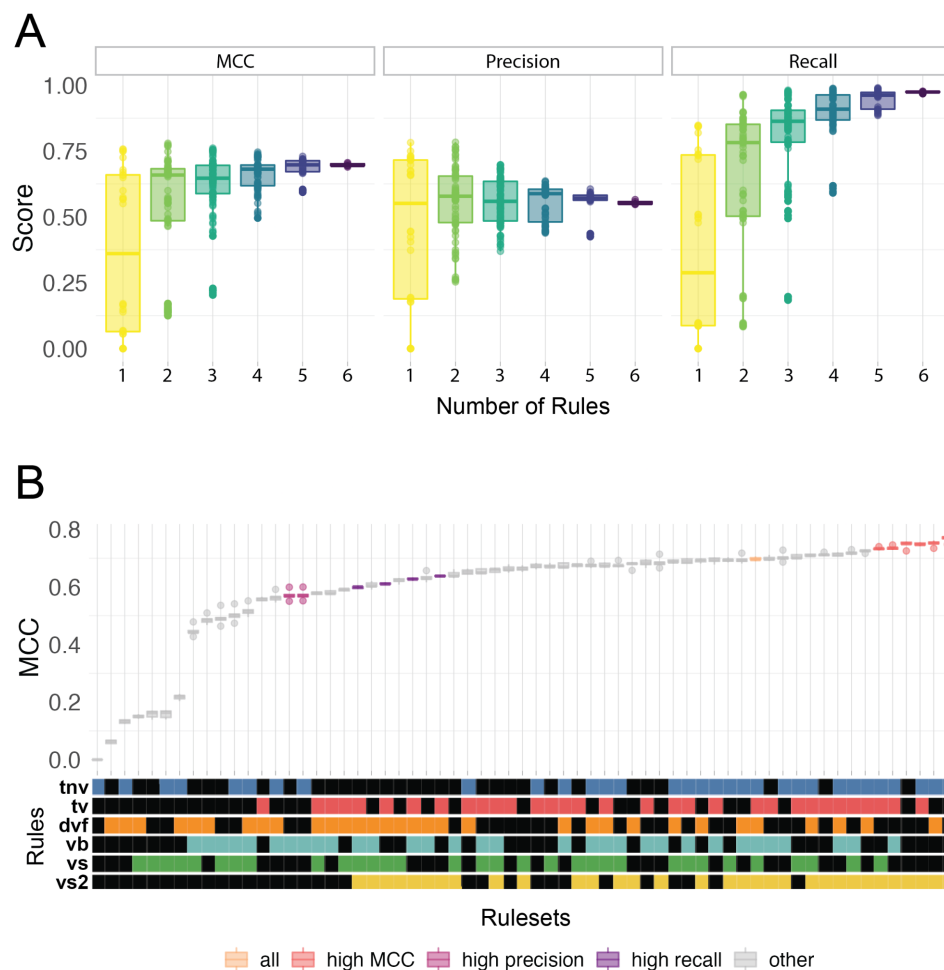 A
MCC Precision Recall
1.00
0.75
0.50
0.25
0.00
Score
1 2 3 4 5 6 1 2 3 4 5 6 1 2 3 4 5 6
Number of Rules
B
0.8
0.6
0.4
0.2
0.0
MCC
tnv
tv
dvf
vb
vs
vs2
Rules
Rulesets
all high MCC high precision high recall other